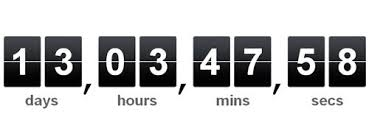 13, 03, 47, 58
days hours mins secs